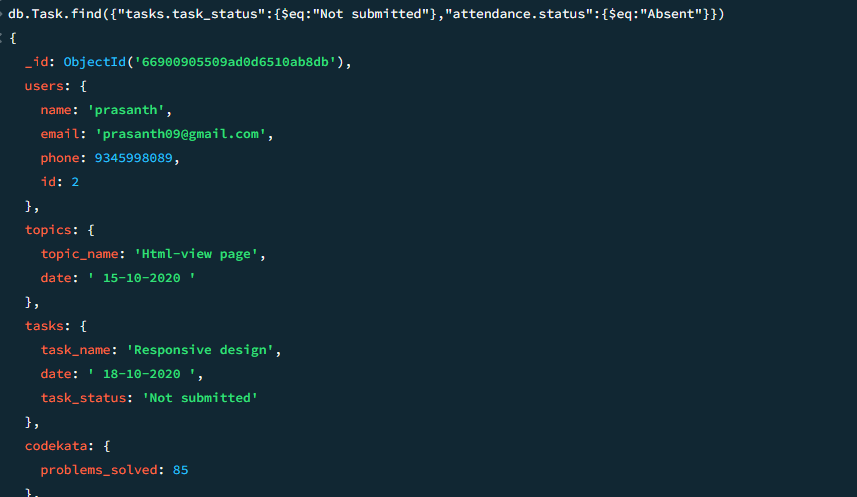 db.Task.find({"tasks.task_status":{$eq:"Not submitted"},"attendance.status":{$eq:"Absent"}})
{
_id: ObjectId('66900905509ad0d6510ab8db'),
users: {
name: 'prasanth',
email: 'prasanth09@gmail.com',
phone: 9345998089,
id: 2
},
topics: {
topic_name: 'Html-view page',
date: ' 15-10-2020 '
},
tasks: {
task_name: 'Responsive design',
date: ' 18-10-2020 ',
task_status: 'Not submitted'
},
codekata: {
problems_solved: 85
},